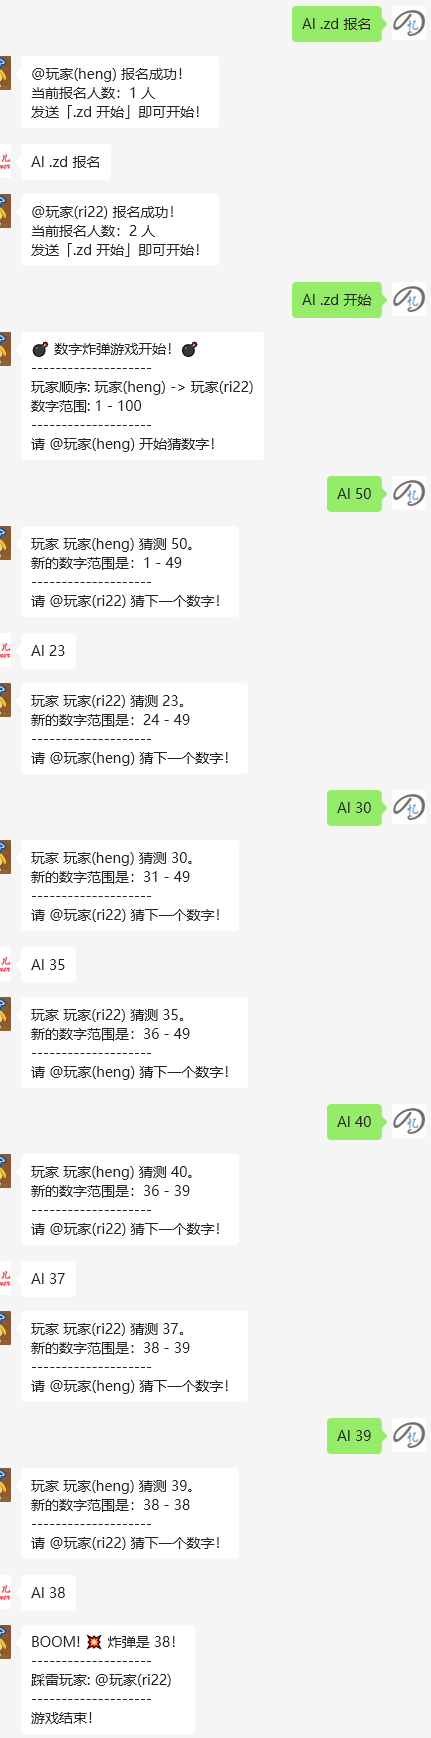 AI .zd 报名
@玩家(heng) 报名成功!
当前报名人数：1 人
发送「.zd 开始」即可开始!
AI .zd 报名
@玩家(ri22) 报名成功!
当前报名人数：2 人
发送「.zd 开始」即可开始!
AI .zd 开始
💣 数字炸弹游戏开始! 💣
--------------------
玩家顺序: 玩家(heng) -> 玩家(ri22)
数字范围: 1 - 100
--------------------
请 @玩家(heng) 开始猜数字!
AI 50
玩家 玩家(heng) 猜测 50。
新的数字范围是：1 - 49
--------------------
请 @玩家(ri22) 猜下一个数字!
AI 23
玩家 玩家(ri22) 猜测 23。
新的数字范围是：24 - 49
--------------------
请 @玩家(heng) 猜下一个数字!
AI 30
玩家 玩家(heng) 猜测 30。
新的数字范围是：31 - 49
--------------------
请 @玩家(ri22) 猜下一个数字!
AI 35
玩家 玩家(ri22) 猜测 35。
新的数字范围是：36 - 49
--------------------
请 @玩家(heng) 猜下一个数字!
AI 40
玩家 玩家(heng) 猜测 40。
新的数字范围是：36 - 39
--------------------
请 @玩家(ri22) 猜下一个数字!
AI 37
玩家 玩家(ri22) 猜测 37。
新的数字范围是：38 - 39
--------------------
请 @玩家(heng) 猜下一个数字!
AI 39
玩家 玩家(heng) 猜测 39。
新的数字范围是：38 - 38
--------------------
请 @玩家(ri22) 猜下一个数字!
AI 38
BOOM! 💥 炸弹是 38!
--------------------
踩雷玩家: @玩家(ri22)
--------------------
游戏结束!